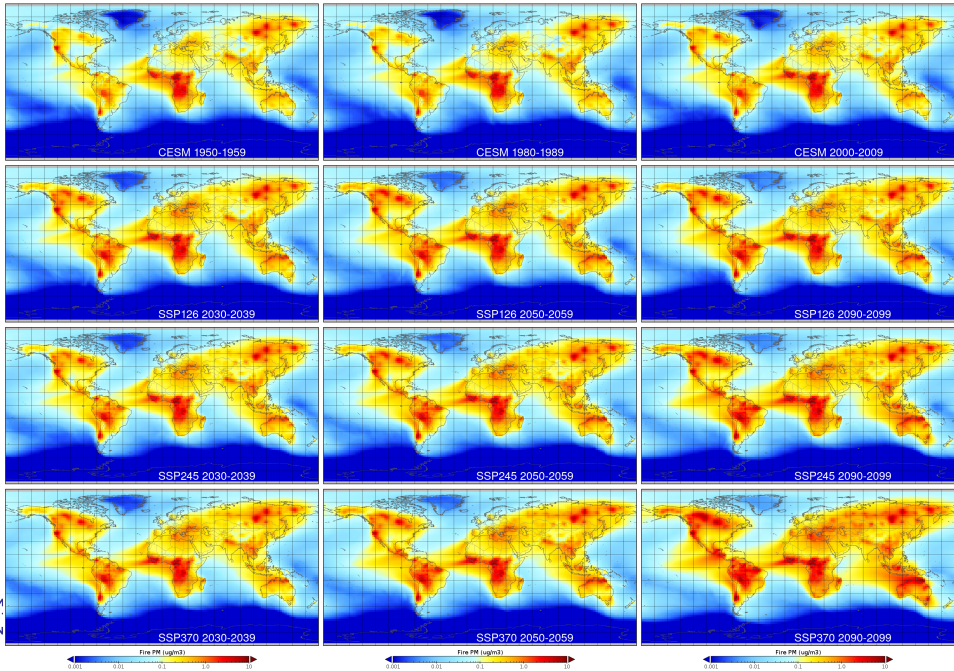 CESM 1950-1959
CESM 1980-1989
CESM 2000-2009
SSP126 2030-2039
SSP126 2050-2059
SSP126 2090-2099
SSP245 2030-2039
SSP245 2050-2059
SSP245 2090-2099
SSP370 2030-2039
SSP370 2050-2059
SSP370 2090-2099
Fire PM (ug/m3)
0.001 0.01 0.1 1.0 10
Fire PM (ug/m3)
0.001 0.01 0.1 1.0 10
Fire PM (ug/m3)
0.001 0.01 0.1 1.0 10